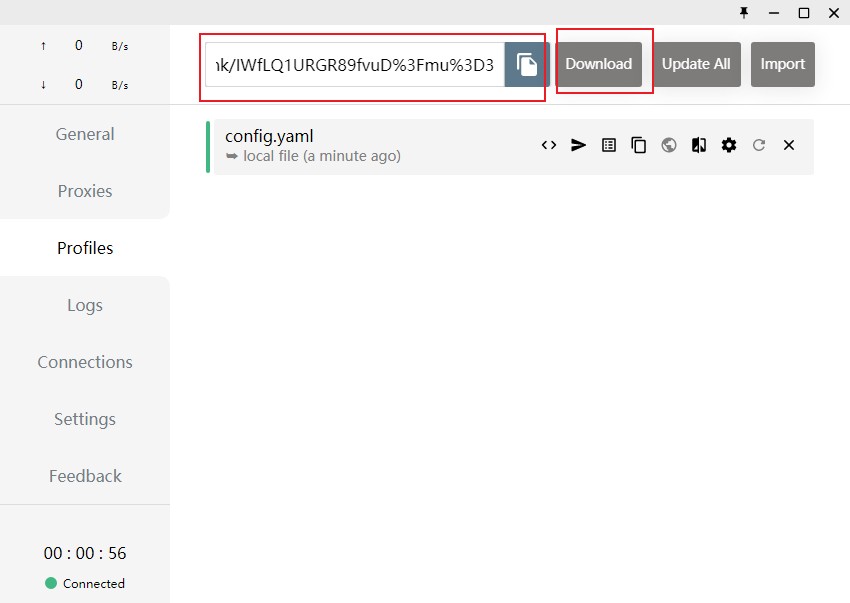 ↑ 0 B/s
↓ 0 B/s
General
Proxies
Profiles
Logs
Connections
Settings
Feedback
00 : 00 : 56
Connected
nk/IWfLQ1URGR89fvuD%3Fmu%3D3
Download
Update All
Import
config.yaml
local file (a minute ago)